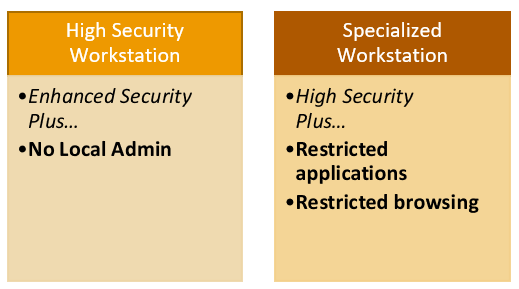 High Security
Workstation
•Enhanced Security
Plus…
•No Local Admin
Specialized
Workstation
•High Security
Plus…
•Restricted
applications
•Restricted browsing